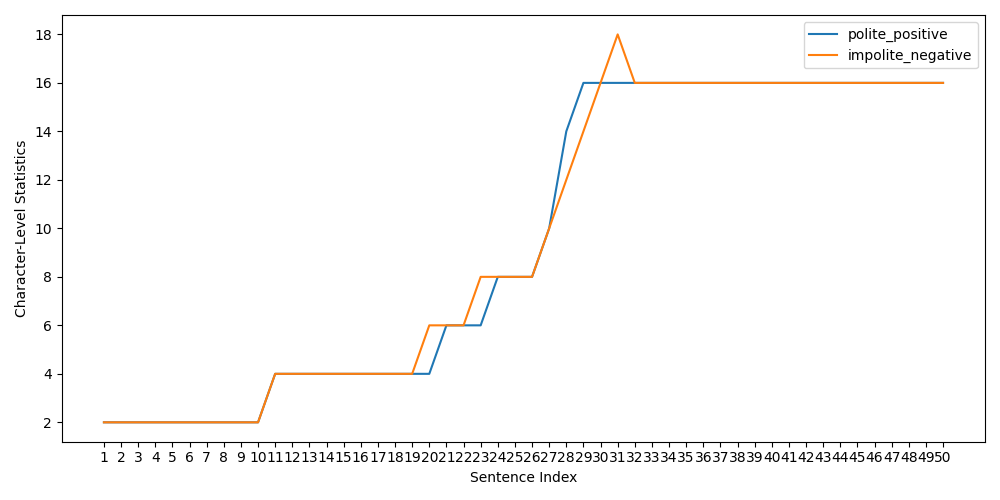 polite_positive
impolite_negative
Character-Level Statistics
18
16
14
12
10
8
6
4
2
1 2 3 4 5 6 7 8 9 10 11 12 13 14 15 16 17 18 19 20 21 22 23 24 25 26 27 28 29 30 31 32 33 34 35 36 37 38 39 40 41 42 43 44 45 46 47 48 49 50
Sentence Index